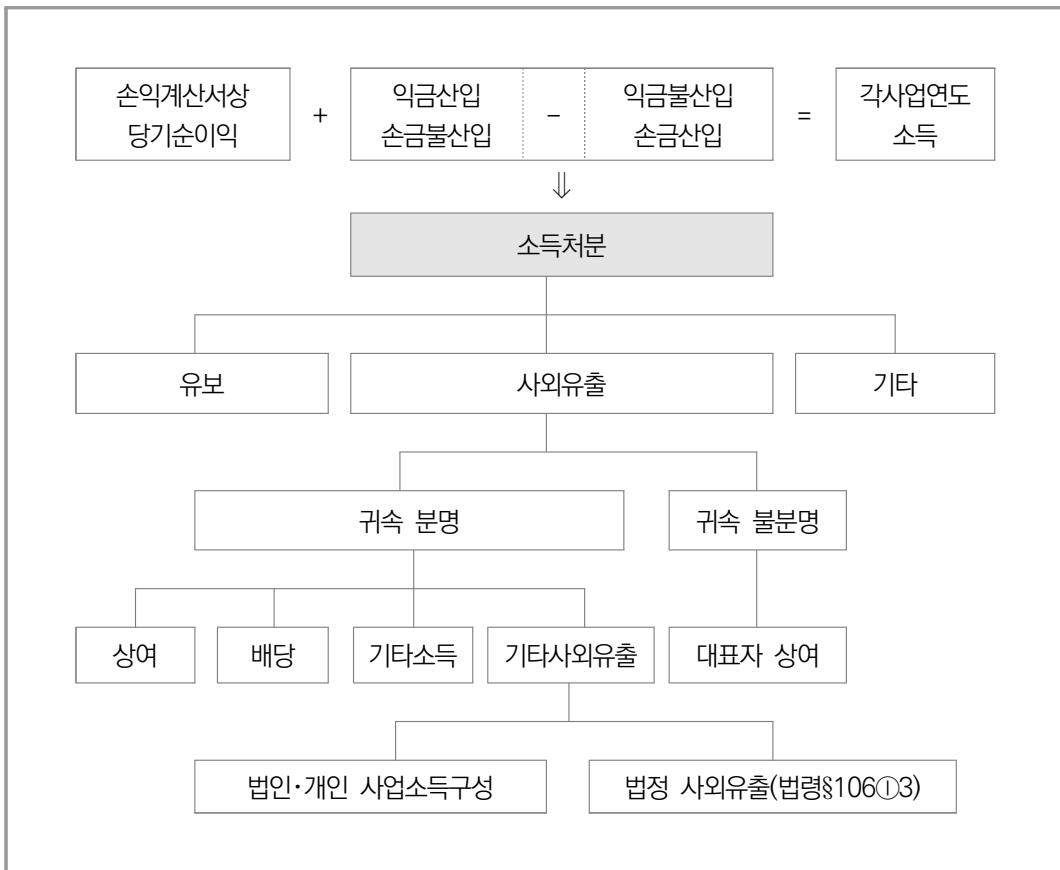 손익계산서상 당기순이익
+
익금산입 손금불산입
-
익금불산입 손금산입
=
각사업연도 소득
⇓
소득처분
유보
사외유출
기타
귀속 분명
귀속 불분명
상여
배당
기타소득
기타사외유출
대표자 상여
법인·개인 사업소득구성
법정 사외유출(법령§106①3)